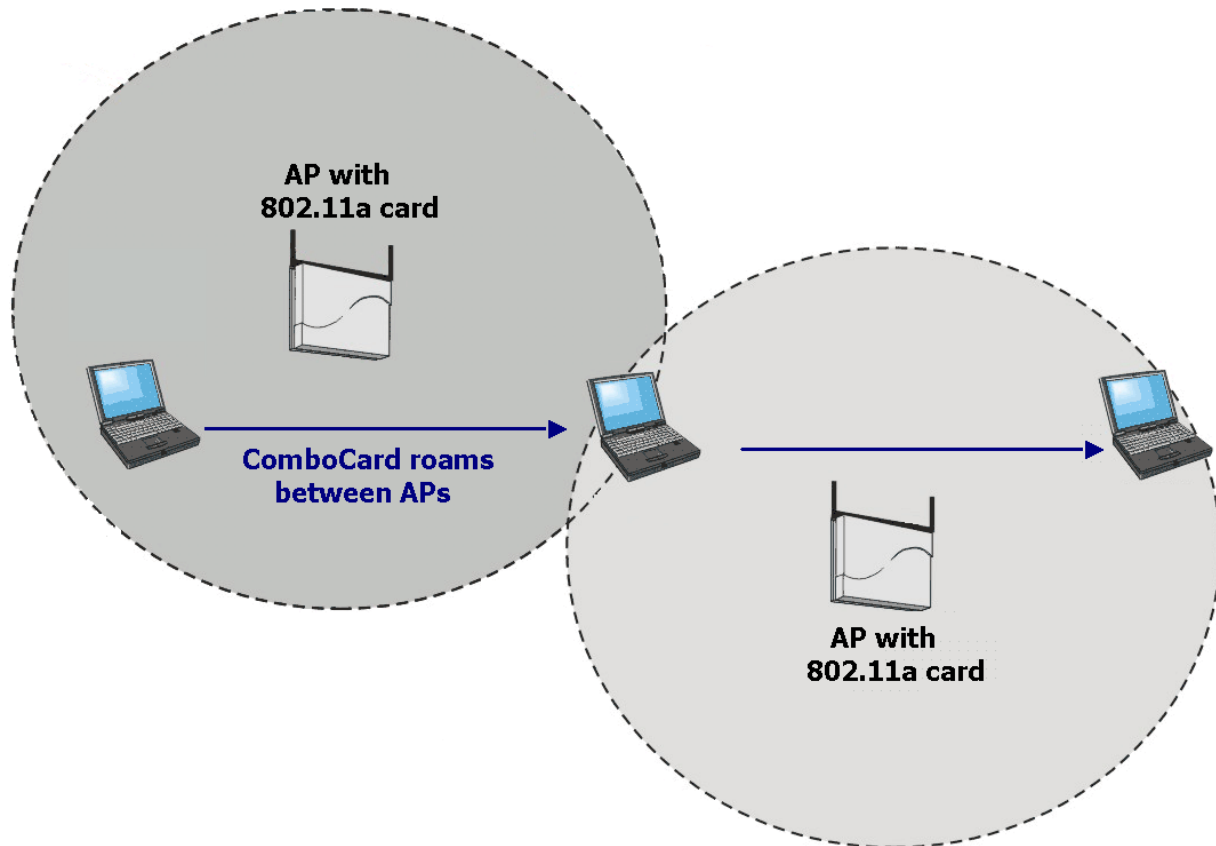 AP with
802.11a card
ComboCard roams
between APs
AP with
802.11a card